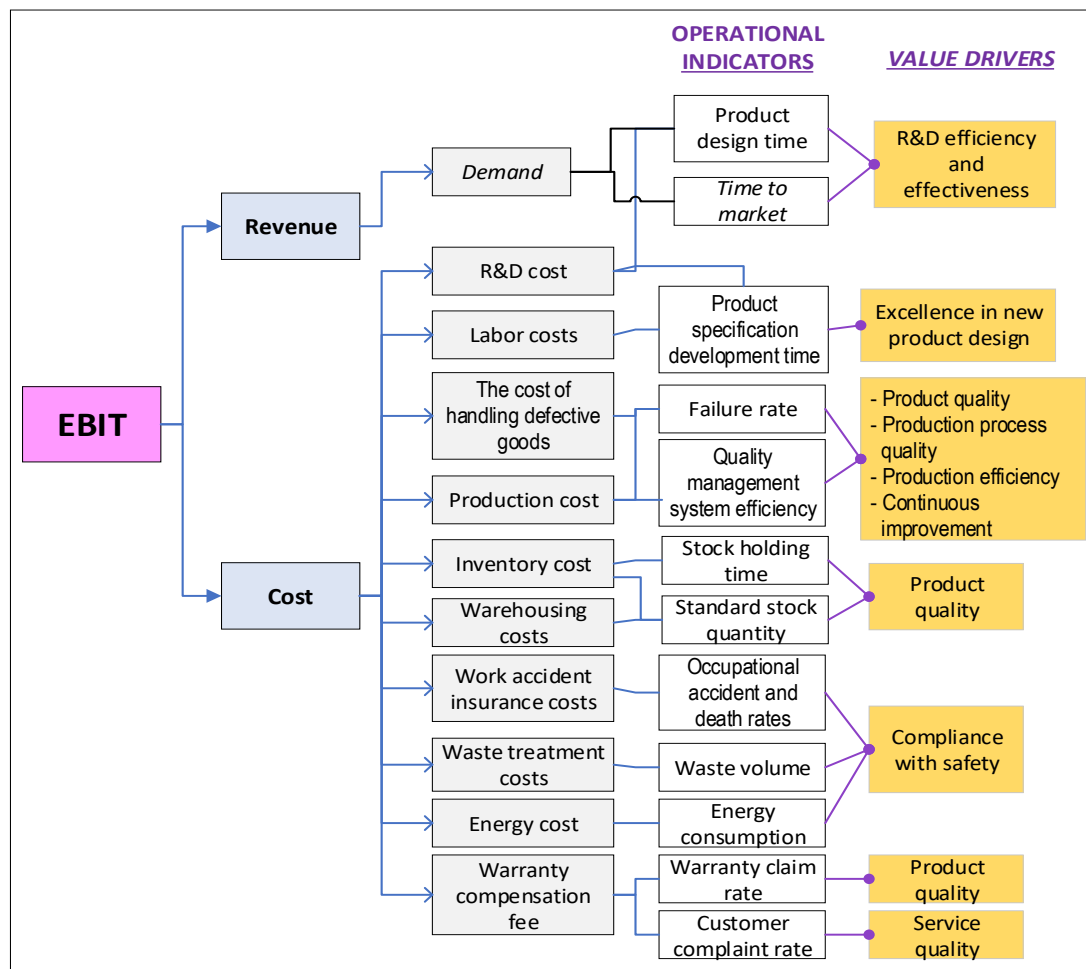 OPERATIONAL
INDICATORS
VALUE DRIVERS
Product
design time
R&D efficiency
and
effectiveness
Demand
Time to
market
Revenue
R&D cost
Product
specification
development time
Excellence in new
product design
Labor costs
The cost of
handling defective
goods
Failure rate
- Product quality
- Production process
quality
- Production efficiency
- Continuous
improvement
EBIT
Quality
management
system efficiency
Production cost
Inventory cost
Stock holding
time
Product
quality
Cost
Warehousing
costs
Standard stock
quantity
Work accident
insurance costs
Occupational
accident and
death rates
Compliance
with safety
Waste treatment
costs
Waste volume
Energy cost
Energy
consumption
Warranty
compensation
fee
Warranty claim
rate
Product
quality
Customer
complaint rate
Service
quality